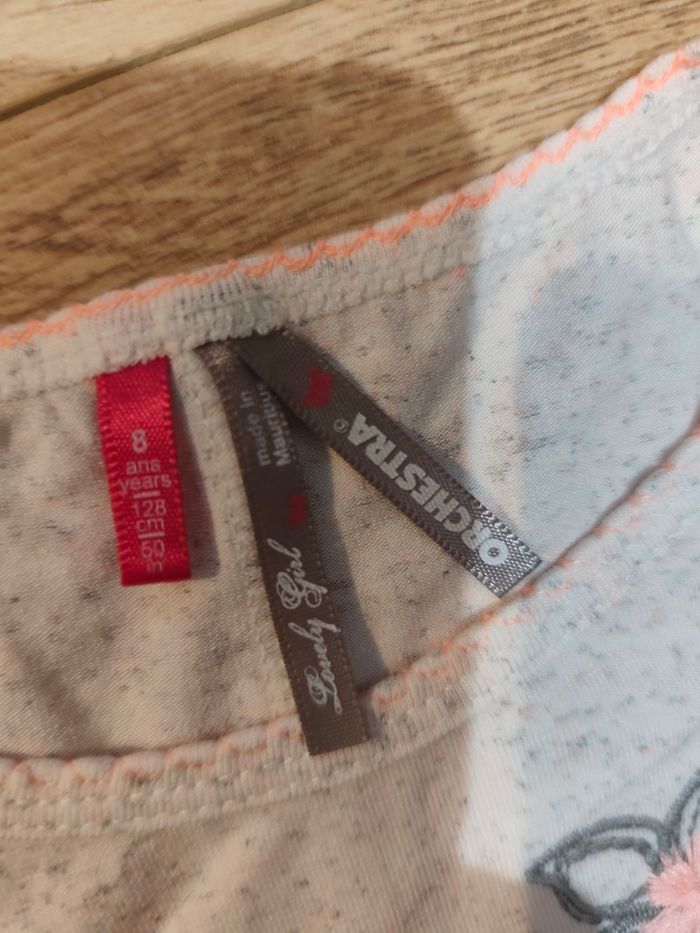 8
ans
years
128
cm
50
in
made in
Mauritius
Lovely Girl
ORCHESTRA®